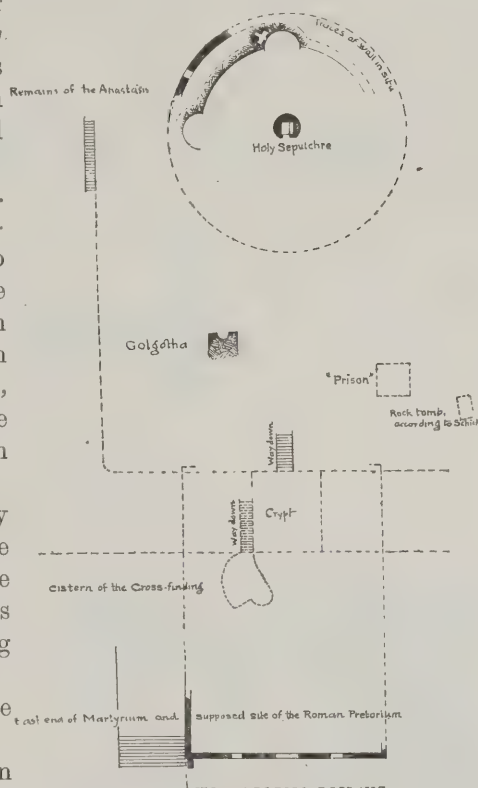 Traces of wall in situ
Remains of the Anastasis
Holy Sepulchre
Golgotha
"Prison"
Rock tomb,
according to Schick
Way down
Way down
Crypt
Cistern of the Cross-finding
East end of Martyrium and supposed site of the Roman Pretorium